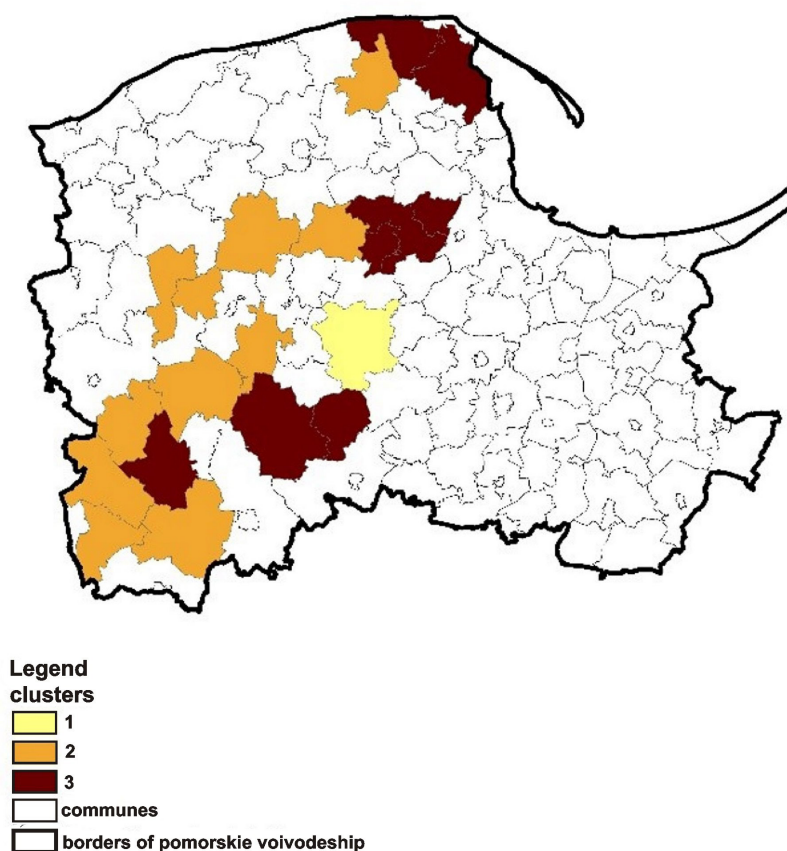 Legend
clusters
1
2
3
communes
borders of pomorskie voivodeship